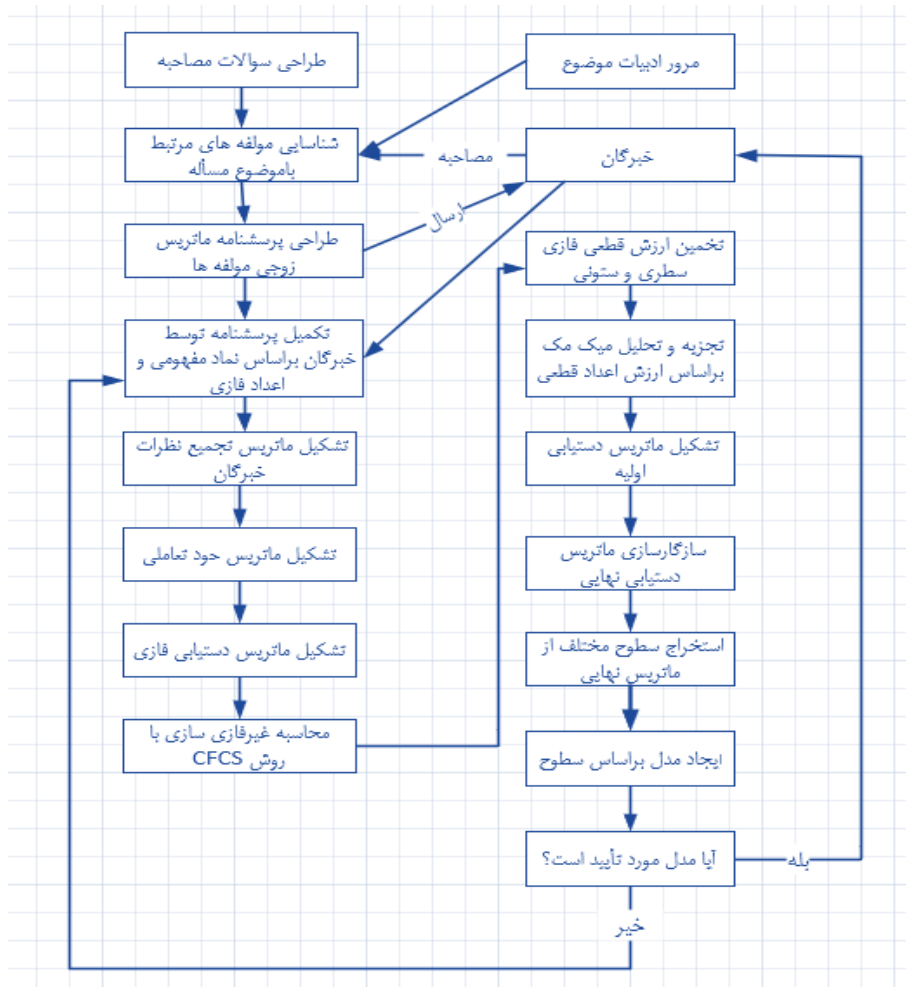 طراحی سوالات مصاحبه
مرور ادبیات موضوع
شناسایی مولفه های مرتبط
باموضوع مسأله
مصاحبه
خبرگان
ارسال
طراحی پرسشنامه ماتریس
زوجی مولفه ها
تکمیل پرسشنامه توسط
خبرگان براساس نماد مفهومی و
اعداد فازی
تشکیل ماتریس تجمیع نظرات
خبرگان
تشکیل ماتریس حود تعاملی
تشکیل ماتریس دستیابی فازی
محاسبه غیرفازی سازی با
روش CFCS
تخمین ارزش قطعی فازی
سطری و ستونی
تجزیه و تحلیل میک مک
براساس ارزش اعداد قطعی
تشکیل ماتریس دستیابی
اولیه
سازگارسازی ماتریس
دستیابی نهایی
استخراج سطوح مختلف از
ماتریس نهایی
ایجاد مدل براساس سطوح
آیا مدل مورد تأیید است؟
بله
خیر